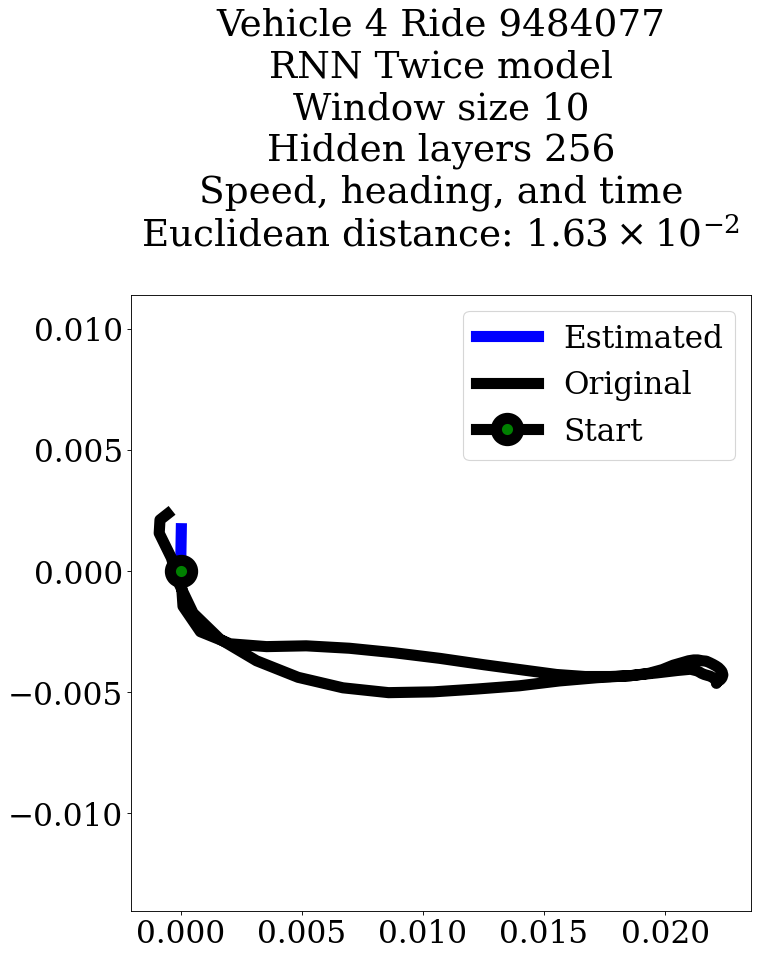 Vehicle 4 Ride 9484077
RNN Twice model
Window size 10
Hidden layers 256
Speed, heading, and time
Euclidean distance: 1.63 × 10⁻²
Estimated
Original
Start
0.010
0.005
0.000
−0.005
−0.010
0.000 0.005 0.010 0.015 0.020